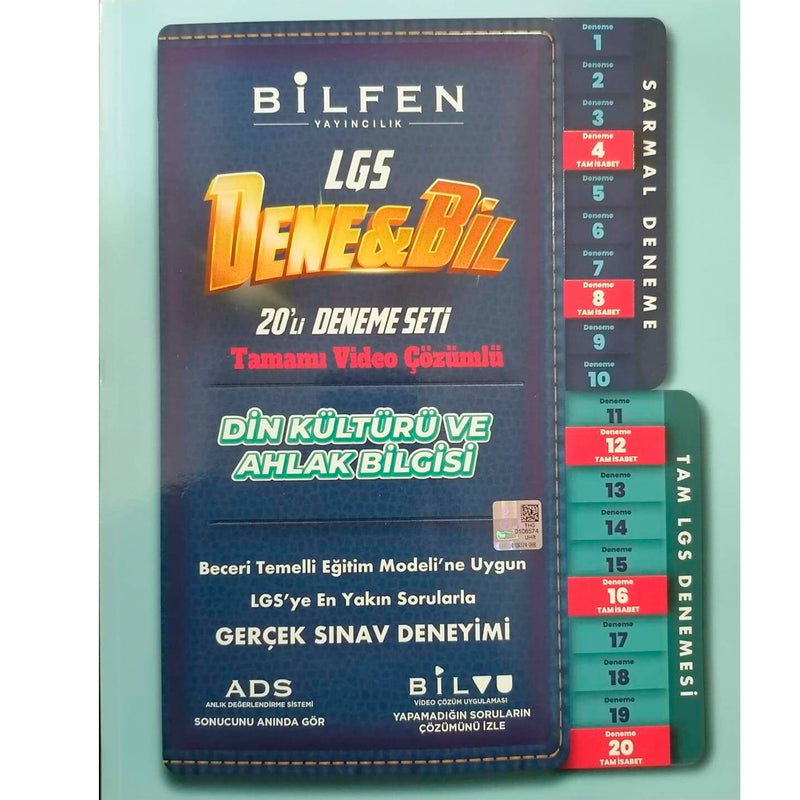 BİLFEN
YAYINCILIK
LGS
DENE&BİL
20'Lİ DENEME SETİ
Tamamı Video Çözümlü
DİN KÜLTÜRÜ VE
AHLAK BİLGİSİ
THG
0106574
UHR
0106574 UHR
Beceri Temelli Eğitim Modeli'ne Uygun
LGS'ye En Yakın Sorularla
GERÇEK SINAV DENEYİMİ
ADS
ANLIK DEĞERLENDİRME SİSTEMİ
SONUCUNU ANINDA GÖR
BİLVU
VİDEO ÇÖZÜM UYGULAMASI
YAPAMADIĞIN SORULARIN
ÇÖZÜMÜNÜ İZLE
Deneme
1
Deneme
2
Deneme
3
Deneme
4
TAM İSABET
Deneme
5
Deneme
6
Deneme
7
Deneme
8
TAM İSABET
Deneme
9
Deneme
10
SARMAL DENEME
Deneme
11
Deneme
12
TAM İSABET
Deneme
13
Deneme
14
Deneme
15
Deneme
16
TAM İSABET
Deneme
17
Deneme
18
Deneme
19
Deneme
20
TAM İSABET
TAM LGS DENEMESİ